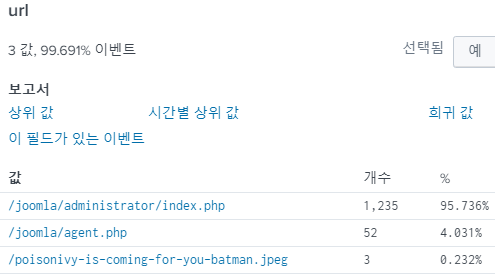 url
3 값, 99.691% 이벤트
선택됨 예
보고서
상위 값 시간별 상위 값 희귀 값
이 필드가 있는 이벤트
값 개수 %
/joomla/administrator/index.php 1,235 95.736%
/joomla/agent.php 52 4.031%
/poisonivy-is-coming-for-you-batman.jpeg 3 0.232%